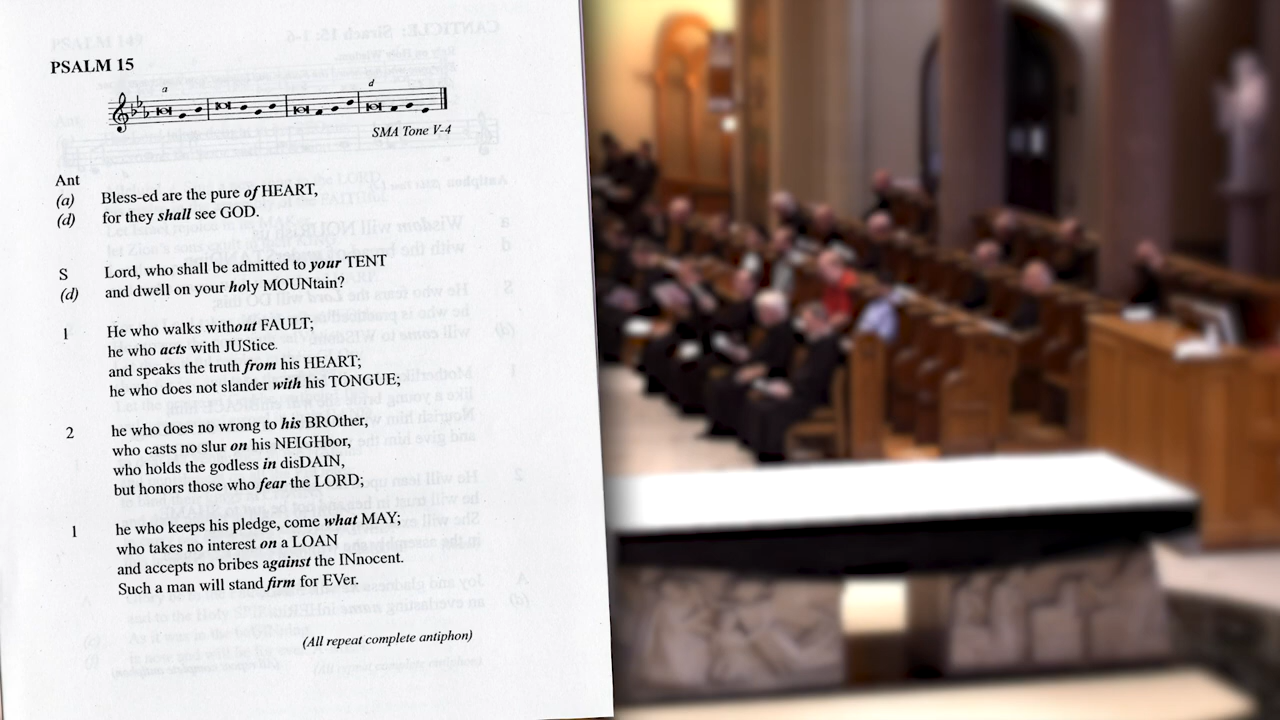 PSALM 15
a
d
SMA Tone V-4
Ant
(a) Bless-ed are the pure of HEART,
(d) for they shall see GOD.
S Lord, who shall be admitted to your TENT
(d) and dwell on your holy MOUNtain?
1 He who walks without FAULT;
he who acts with JUStice.
and speaks the truth from his HEART;
he who does not slander with his TONGUE;
2 he who does no wrong to his BROther,
who casts no slur on his NEIGHbor,
who holds the godless in disDAIN,
but honors those who fear the LORD;
1 he who keeps his pledge, come what MAY;
who takes no interest on a LOAN
and accepts no bribes against the INnocent.
Such a man will stand firm for EVer.
(All repeat complete antiphon)